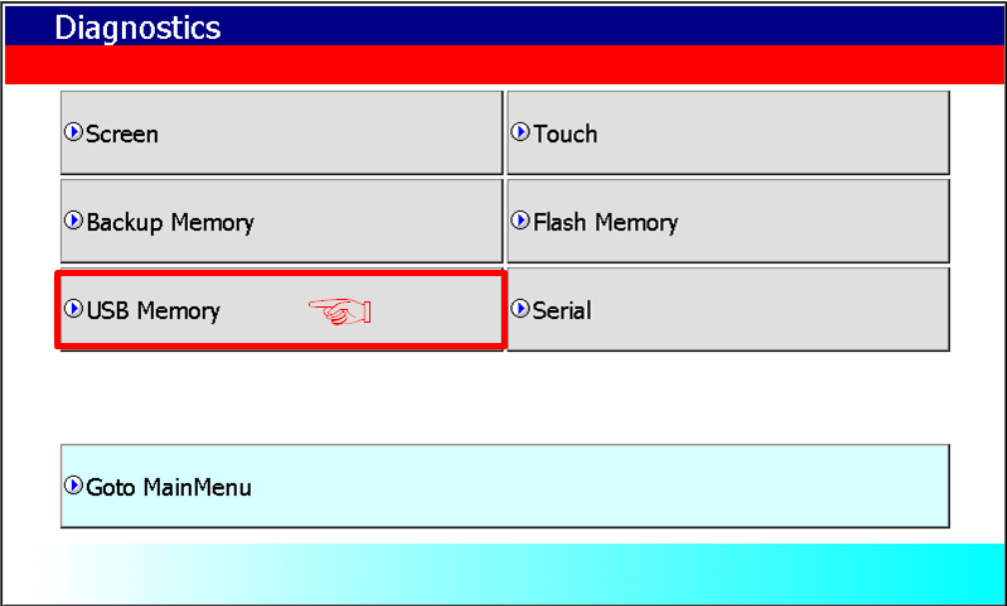 Diagnostics
Screen
Touch
Backup Memory
Flash Memory
USB Memory
Serial
Goto MainMenu